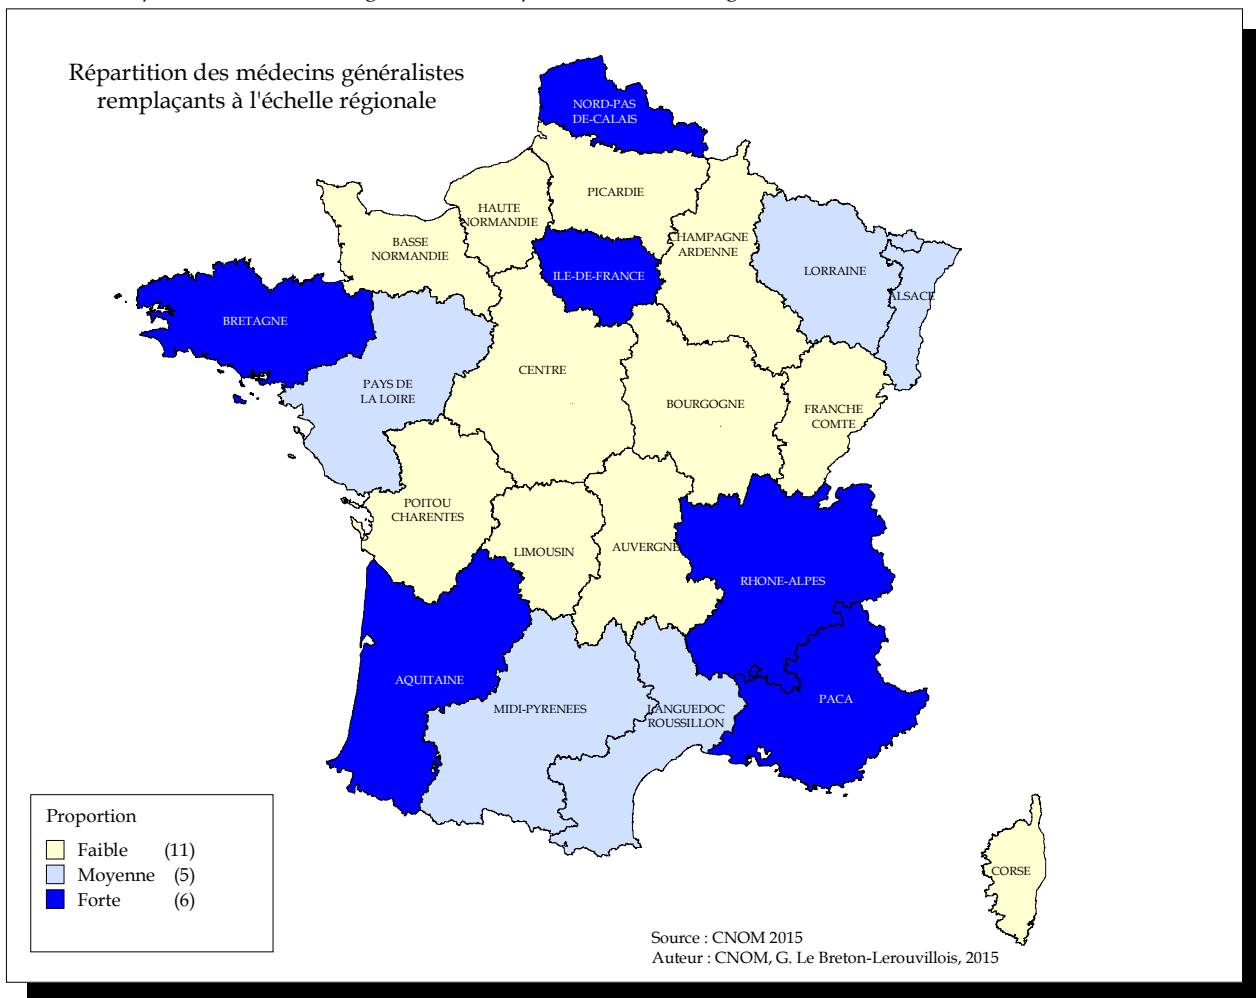 Répartition des médecins généralistes
remplaçants à l'échelle régionale
NORD-PAS
DE-CALAIS
PICARDIE
HAUTE
NORMANDIE
BASSE
NORMANDIE
CHAMPAGNE
ARDENNE
LORRAINE
ALSACE
ILE-DE-FRANCE
BRETAGNE
PAYS DE
LA LOIRE
CENTRE
BOURGOGNE
FRANCHE
COMTE
POITOU
CHARENTES
LIMOUSIN
AUVERGNE
RHONE-ALPES
AQUITAINE
MIDI-PYRENEES
LANGUEDOC
ROUSSILLON
PACA
CORSE
Proportion
Faible (11)
Moyenne (5)
Forte (6)
Source : CNOM 2015
Auteur : CNOM, G. Le Breton-Lerouvillois, 2015